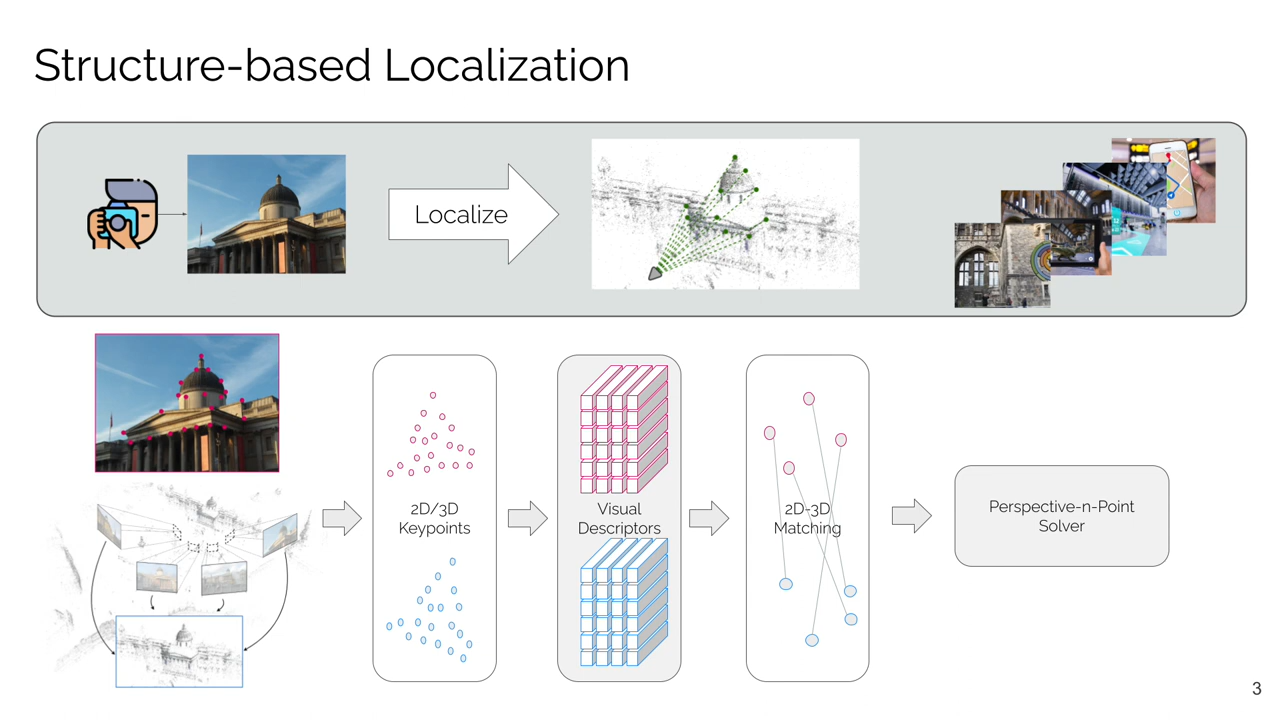 Structure-based Localization
Localize
2D/3D
Keypoints
Visual
Descriptors
2D-3D
Matching
Perspective-n-Point
Solver
3